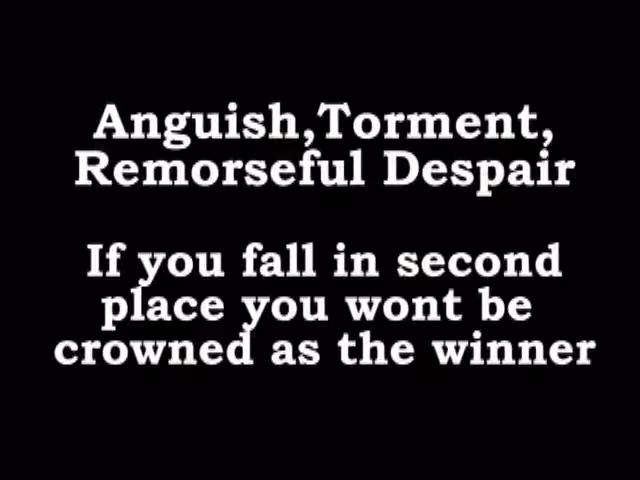 Anguish,Torment,
Remorseful Despair
If you fall in second
place you wont be
crowned as the winner